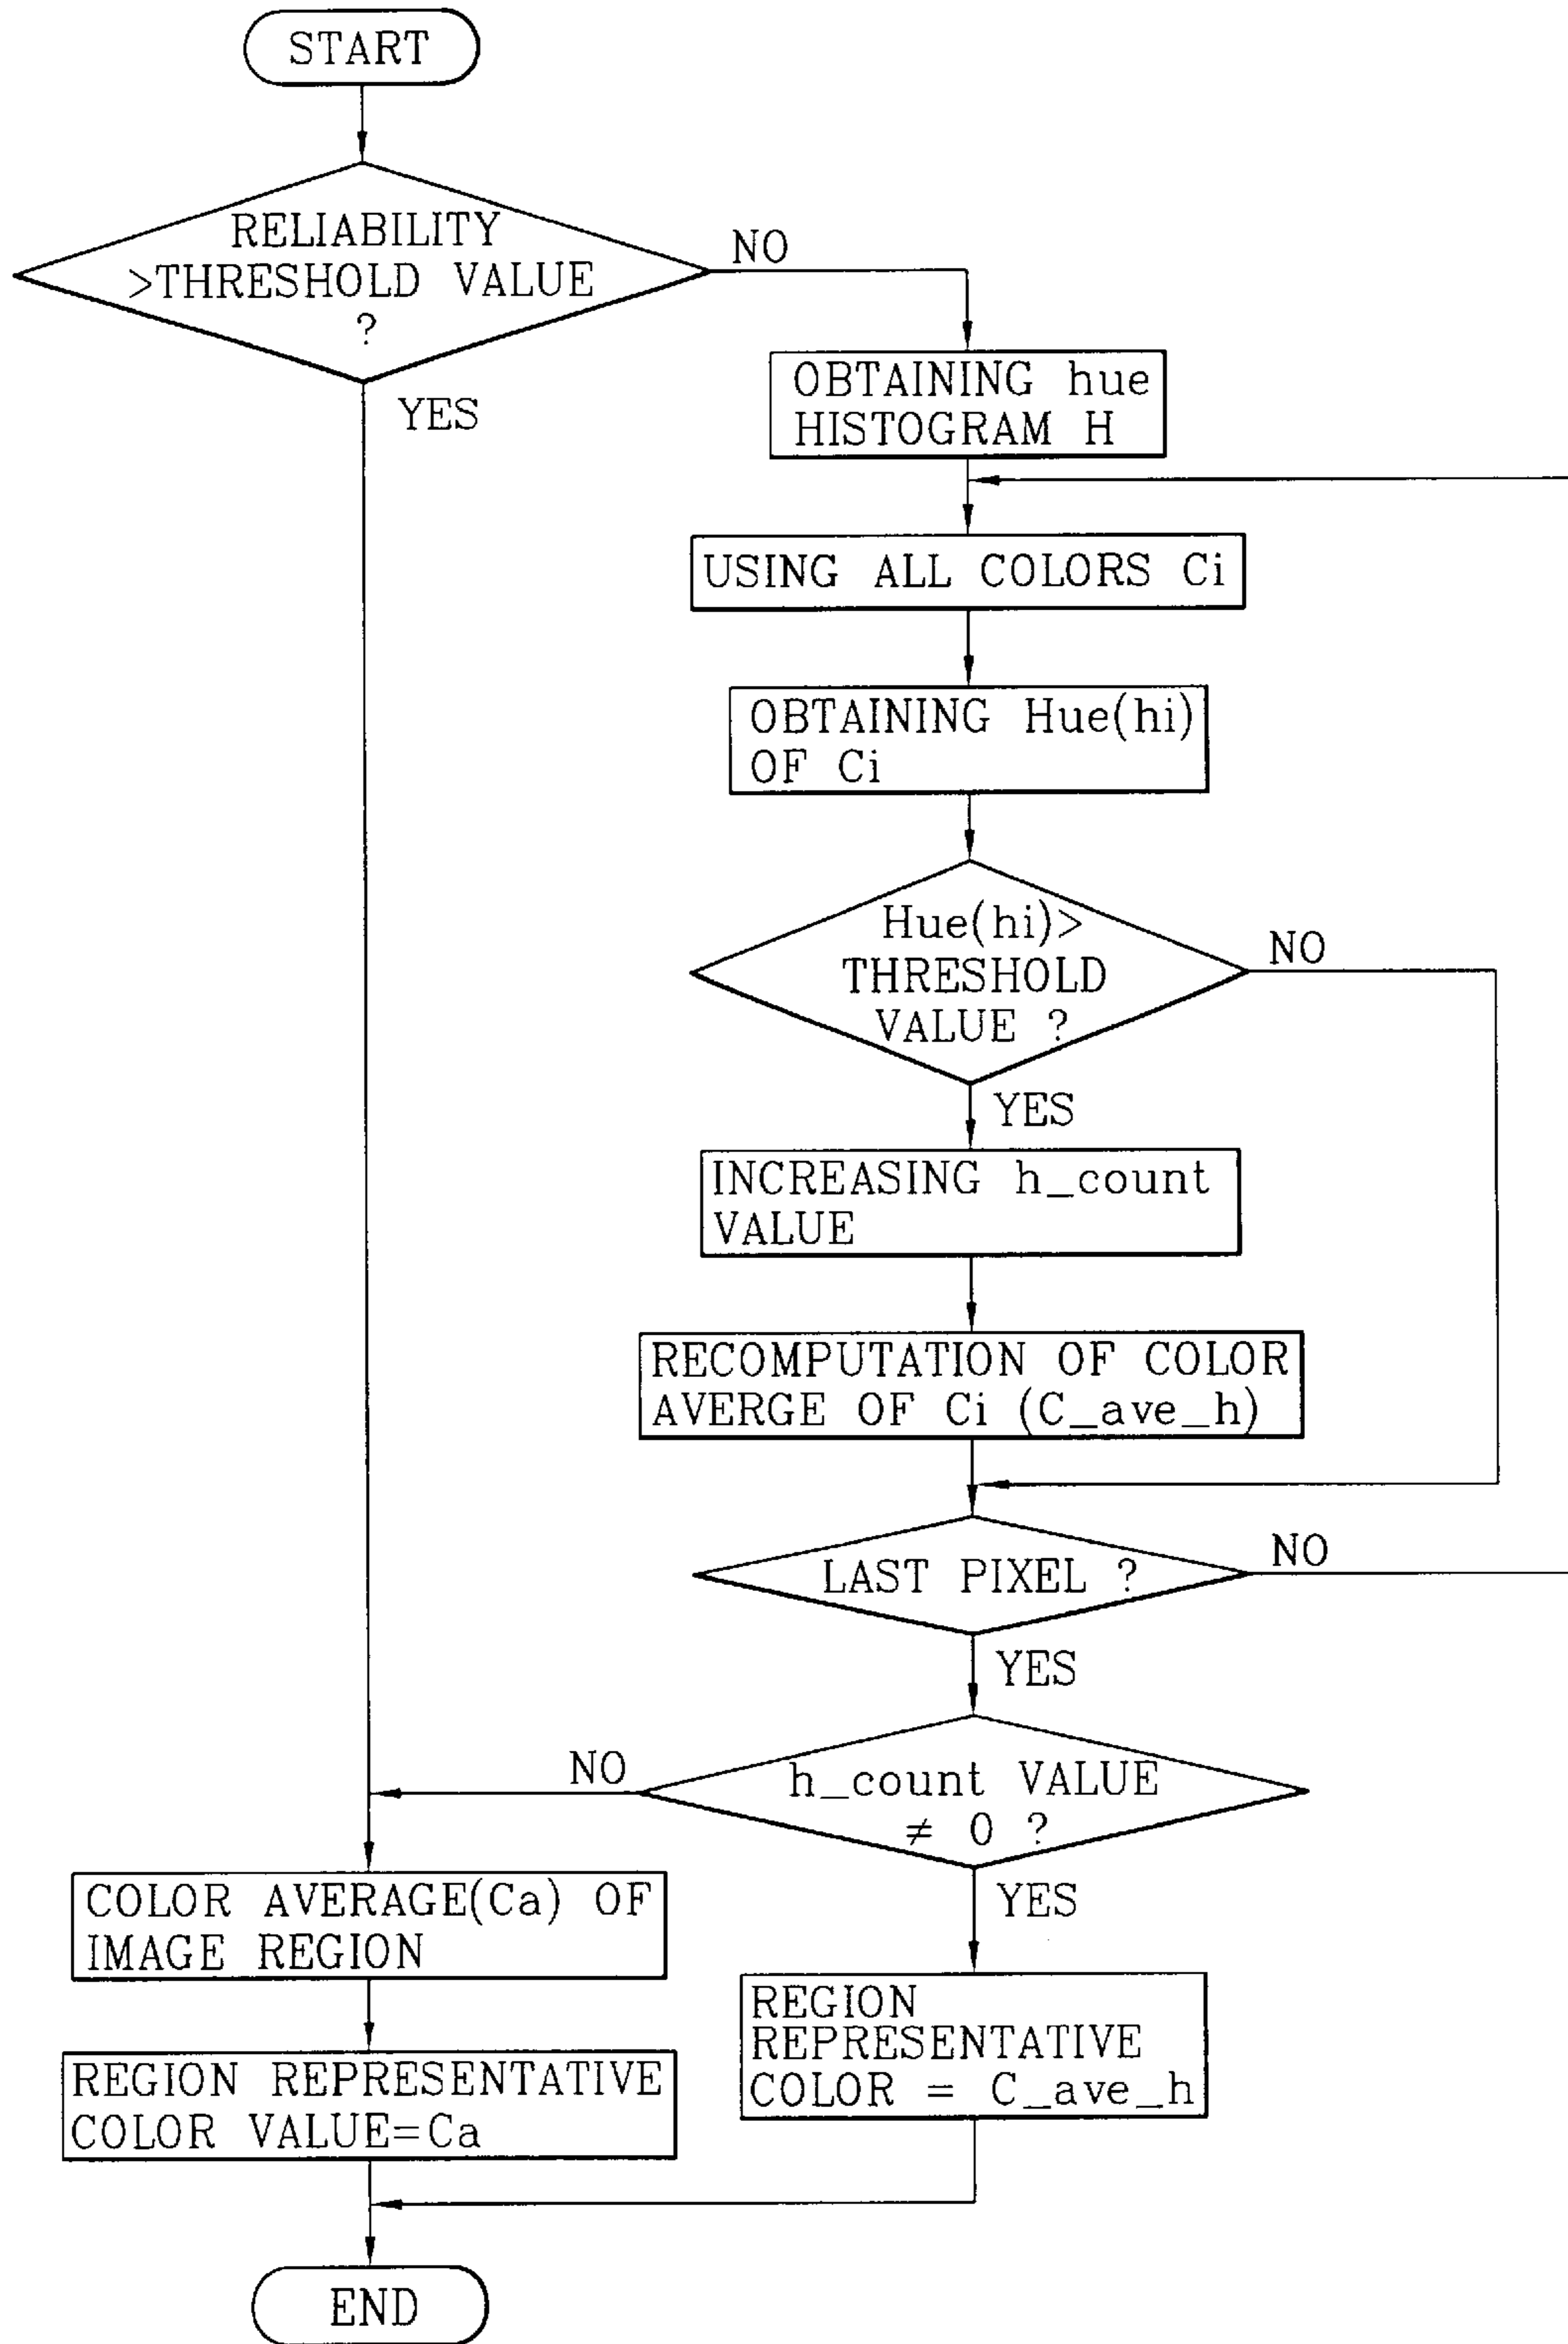 START
RELIABILITY
>THRESHOLD VALUE
?
NO
YES
OBTAINING hue
HISTOGRAM H
USING ALL COLORS Ci
OBTAINING Hue(hi)
OF Ci
Hue(hi)>
THRESHOLD
VALUE ?
NO
YES
INCREASING h_count
VALUE
RECOMPUTATION OF COLOR
AVERGE OF Ci (C_ave_h)
LAST PIXEL ?
NO
YES
h_count VALUE
≠ 0 ?
NO
YES
COLOR AVERAGE(Ca) OF
IMAGE REGION
REGION REPRESENTATIVE
COLOR VALUE=Ca
REGION
REPRESENTATIVE
COLOR = C_ave_h
END